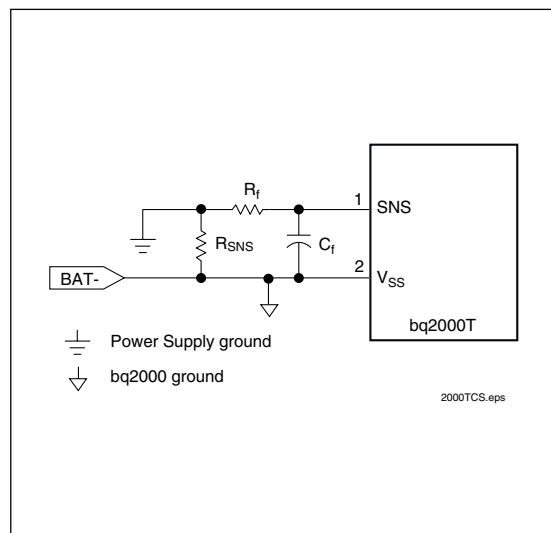 Rf
1
SNS
RSNS
Cf
2
VSS
BAT-
bq2000T
Power Supply ground
bq2000 ground
2000TCS.eps